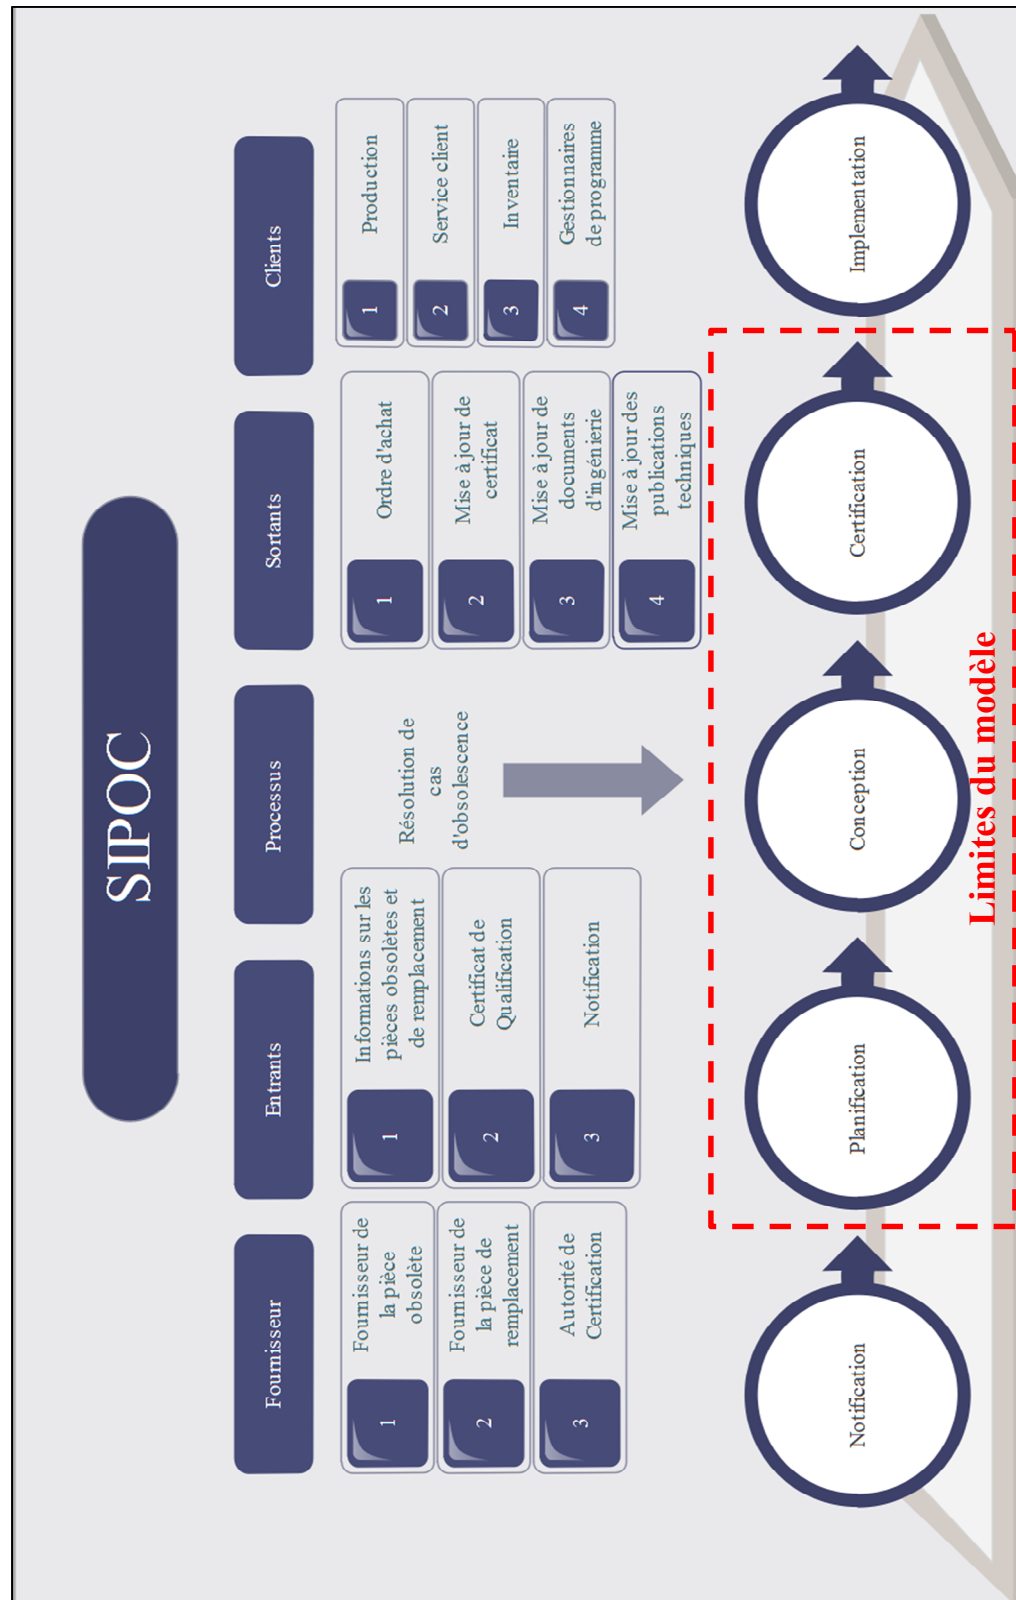 SIPOC
Fournisseur
Entrants
Processus
Sortants
Clients
1
Fournisseur de
la pièce
obsolète
2
Fournisseur de
la pièce de
remplacement
3
Autorité de
Certification
1
Informations sur les
pièces obsolètes et
de remplacement
2
Certificat de
Qualification
3
Notification
Résolution de
cas
d'obsolescence
1
Ordre d'achat
2
Mise à jour de
certificat
3
Mise à jour de
documents
d'ingénierie
4
Mise à jour des
publications
techniques
1
Production
2
Service client
3
Inventaire
4
Gestionnaires
de programme
Notification
Planification
Conception
Certification
Implementation
Limites du modèle